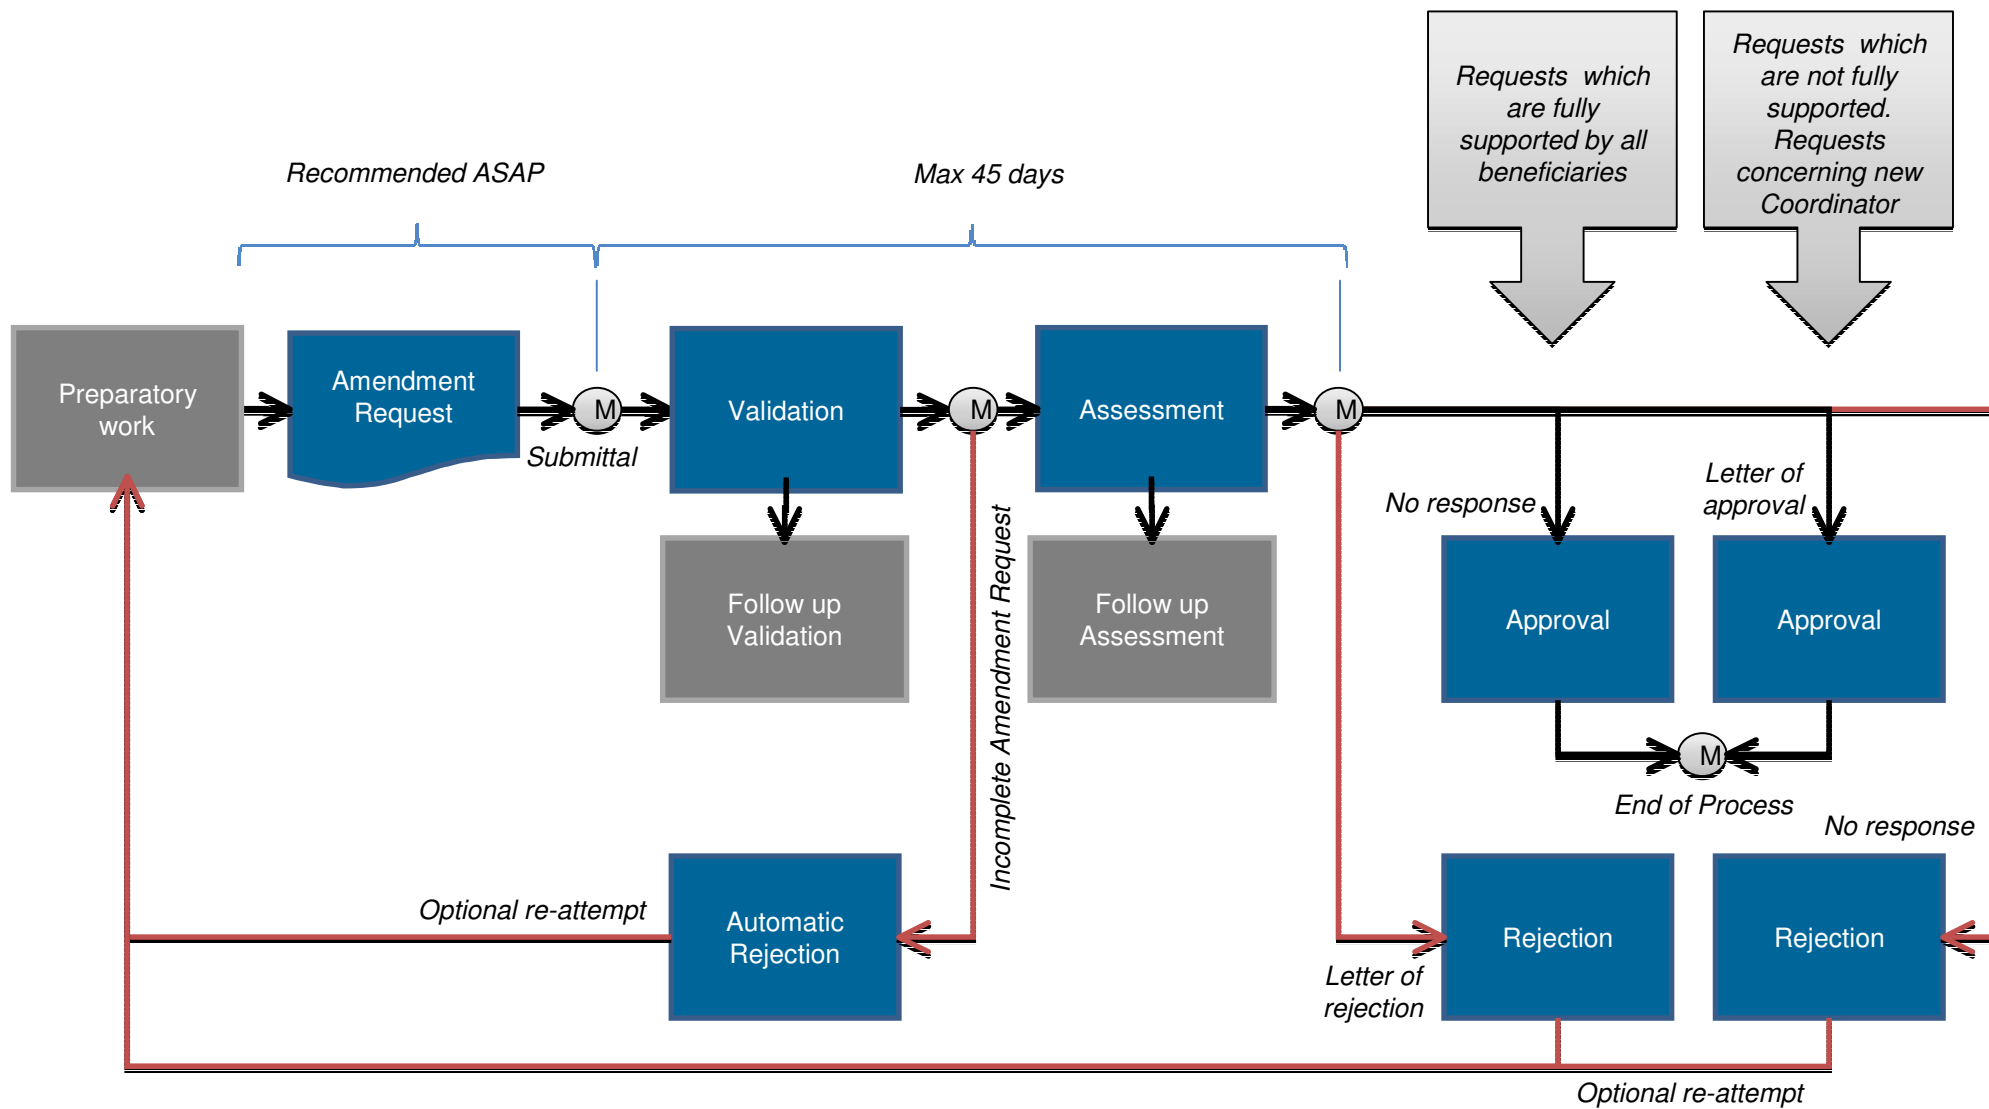 Requests which
are fully
supported by all
beneficiaries
Requests which
are not fully
supported.
Requests
concerning new
Coordinator
Recommended ASAP
Max 45 days
Preparatory
work
Amendment
Request
M
Submittal
Validation
M
Assessment
M
No response
Letter of
approval
Follow up
Validation
Incomplete Amendment Request
Follow up
Assessment
Approval
Approval
M
End of Process
No response
Optional re-attempt
Automatic
Rejection
Letter of
rejection
Rejection
Rejection
Optional re-attempt